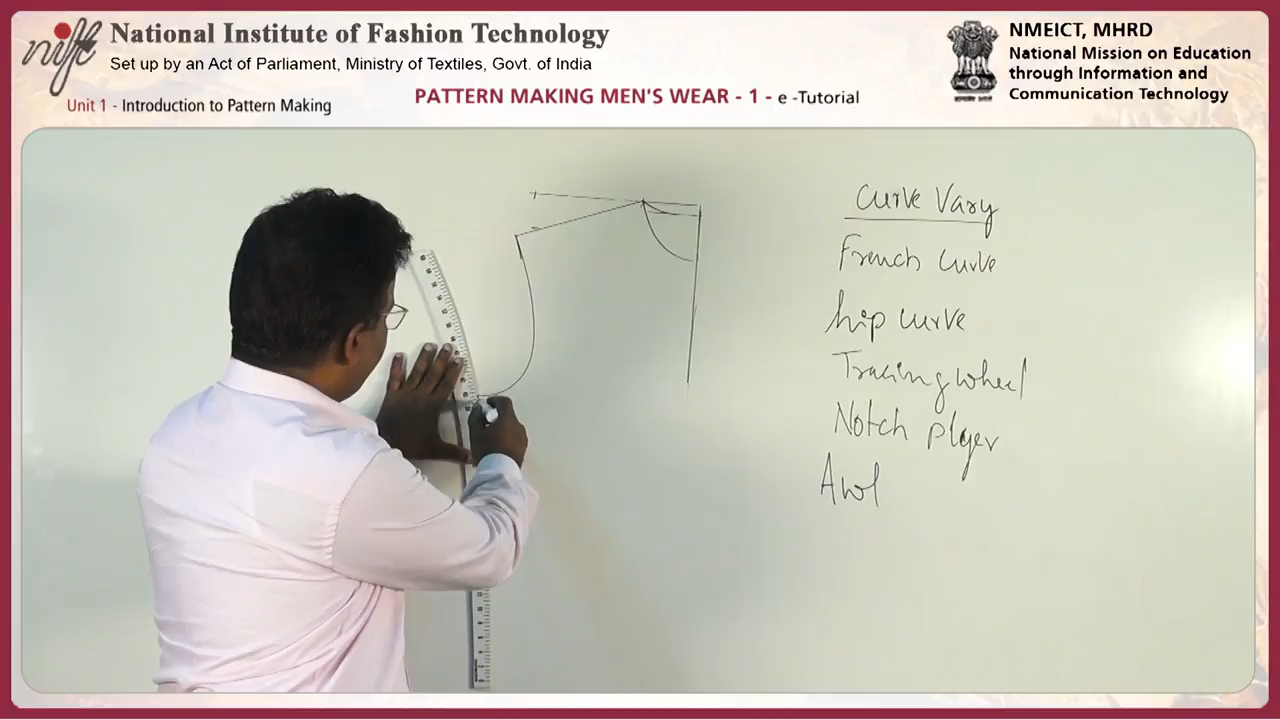 nift
National Institute of Fashion Technology
Set up by an Act of Parliament, Ministry of Textiles, Govt. of India
Unit 1 - Introduction to Pattern Making
PATTERN MAKING MEN'S WEAR - 1 - e -Tutorial
NMEICT, MHRD
National Mission on Education
through Information and
Communication Technology
Curve Vary
French Curve
hip curve
Tracing wheel
Notch plyer
Awl